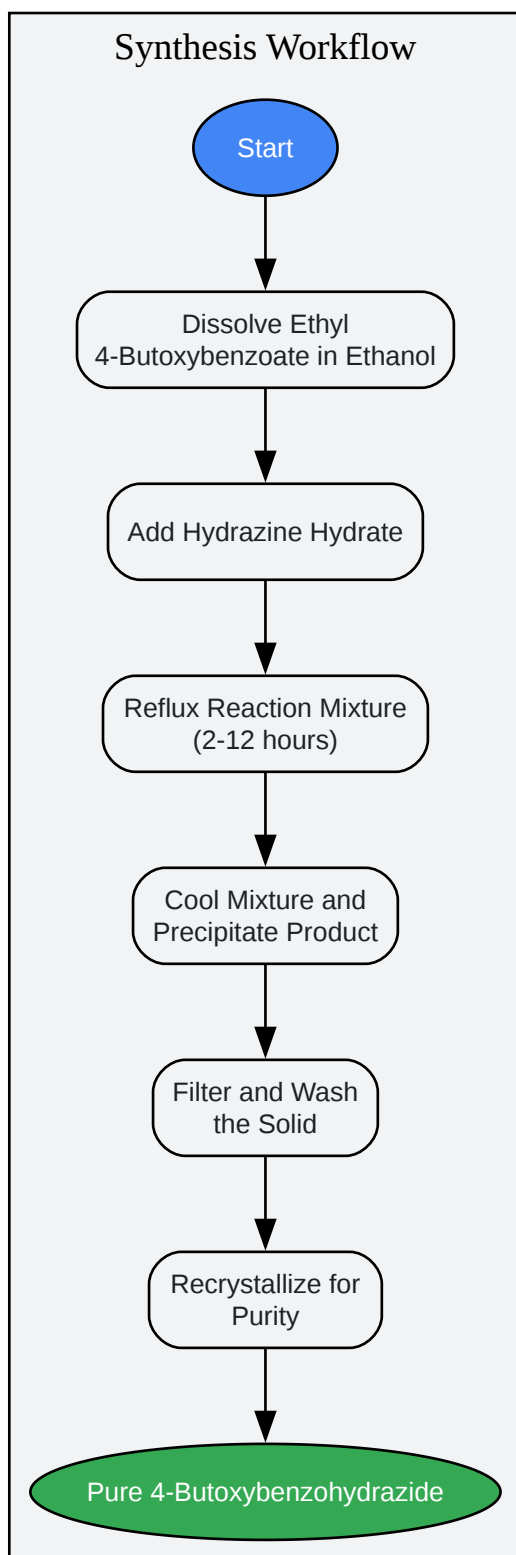 Synthesis Workflow
Start
Dissolve Ethyl
4-Butoxybenzoate in Ethanol
Add Hydrazine Hydrate
Reflux Reaction Mixture
(2-12 hours)
Cool Mixture and
Precipitate Product
Filter and Wash
the Solid
Recrystallize for
Purity
Pure 4-Butoxybenzohydrazide